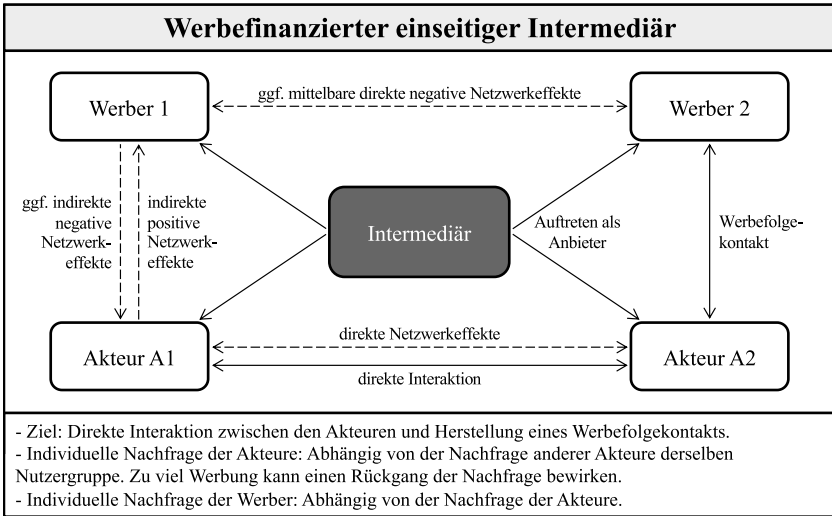 Werbefinanzierter einseitiger Intermediär
Werber 1
ggf. mittelbare direkte negative Netzwerkeffekte
Werber 2
ggf. indirekte
negative
Netzwerk-
effekte
indirekte
positive
Netzwerk-
effekte
Intermediär
Auftreten als
Anbieter
Werbefolge-
kontakt
Akteur A1
direkte Netzwerkeffekte
direkte Interaktion
Akteur A2
- Ziel: Direkte Interaktion zwischen den Akteuren und Herstellung eines Werbefolgekontakts.
- Individuelle Nachfrage der Akteure: Abhängig von der Nachfrage anderer Akteure derselben
Nutzergruppe. Zu viel Werbung kann einen Rückgang der Nachfrage bewirken.
- Individuelle Nachfrage der Werber: Abhängig von der Nachfrage der Akteure.